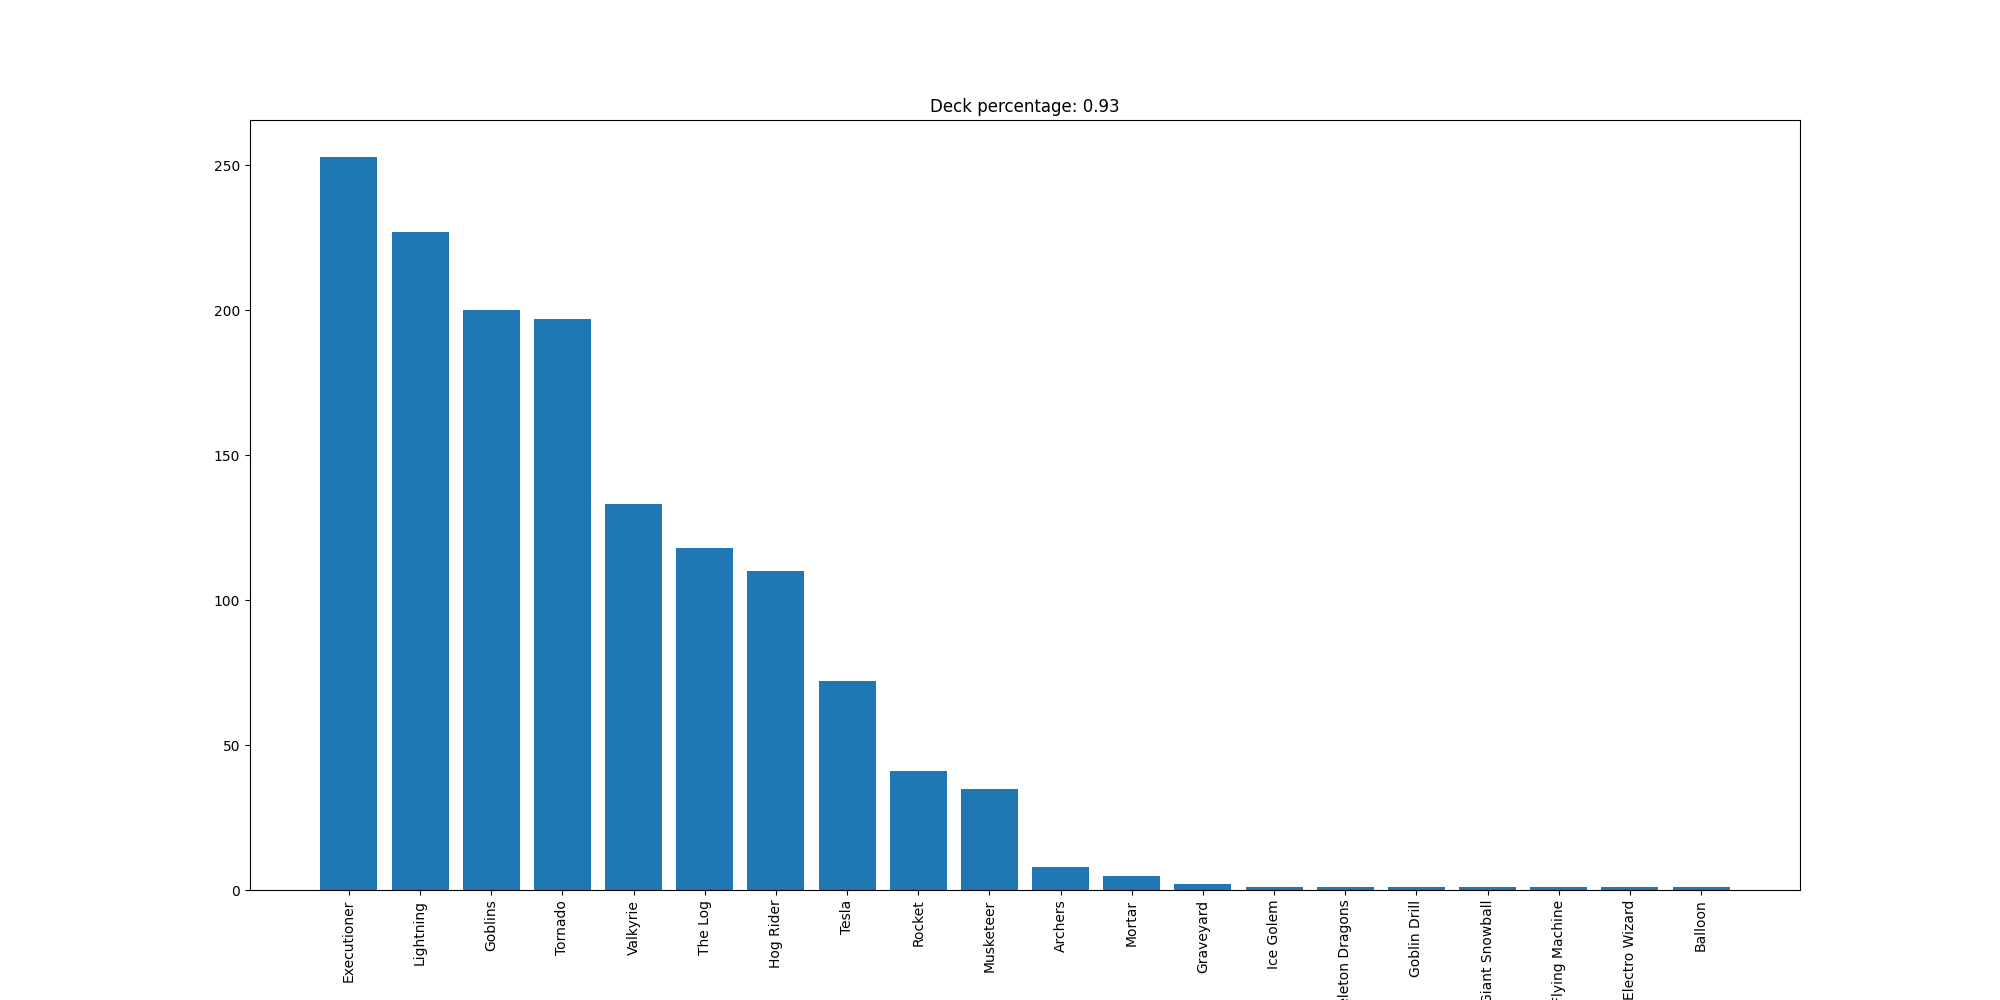 Deck percentage: 0.93
250
200
150
100
50
0
Executioner
Lightning
Goblins
Tornado
Valkyrie
The Log
Hog Rider
Tesla
Rocket
Musketeer
Archers
Mortar
Graveyard
Ice Golem
eleton Dragons
Goblin Drill
Giant Snowball
Flying Machine
Electro Wizard
Balloon